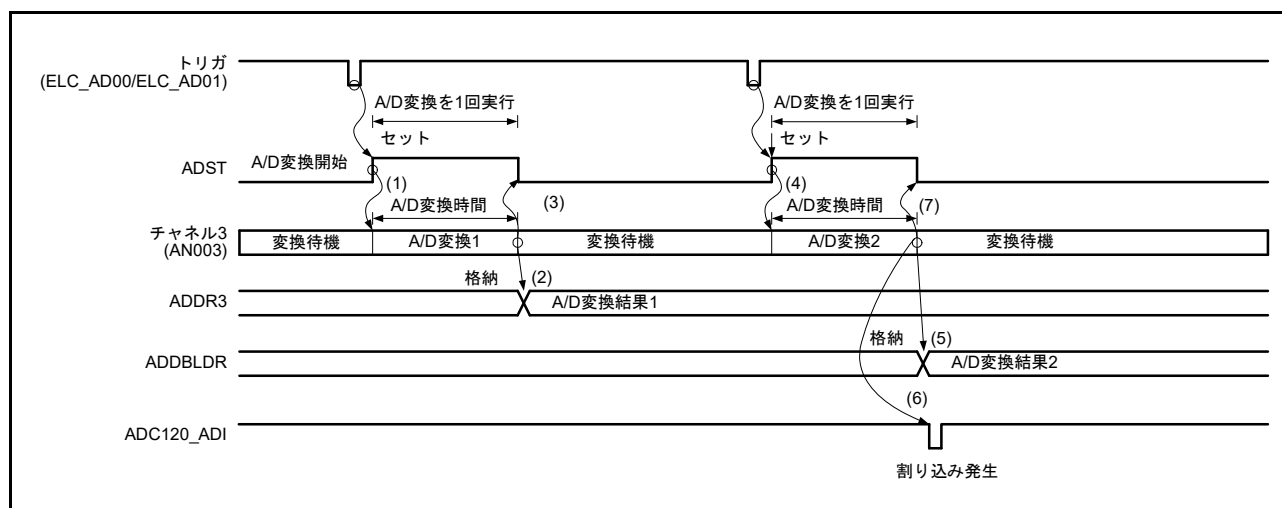 トリガ
(ELC_AD00/ELC_AD01)
A/D変換を1回実行
A/D変換を1回実行
セット
セット
ADST
A/D変換開始
(1)
(3)
(4)
(7)
A/D変換時間
A/D変換時間
チャネル3
(AN003)
変換待機
A/D変換1
変換待機
A/D変換2
変換待機
格納
(2)
ADDR3
A/D変換結果1
格納
(5)
ADDBLDR
A/D変換結果2
(6)
ADC120_ADI
割り込み発生